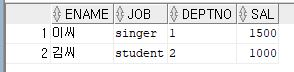 ENAME JOB DEPTNO SAL
1 이씨 singer 1 1500
2 김씨 student 2 1000